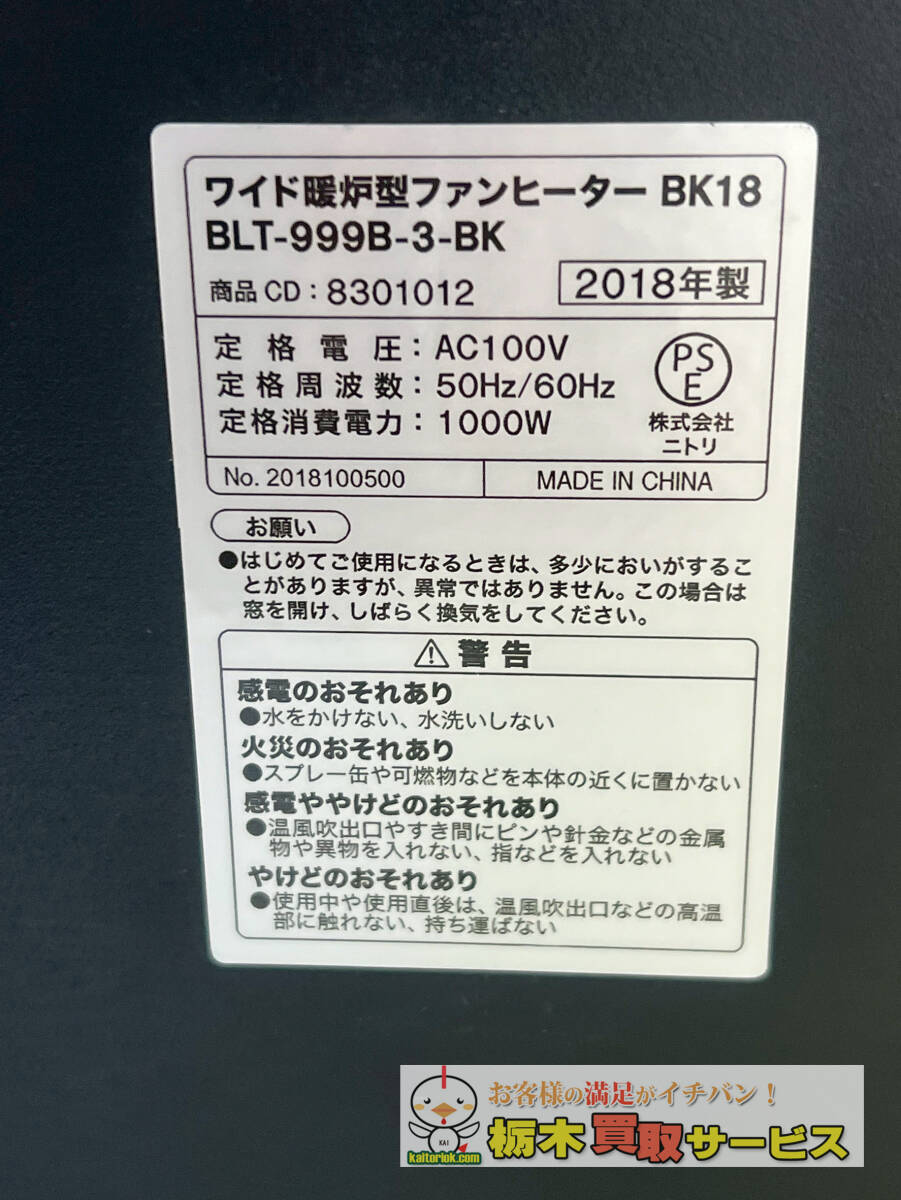 ワイド暖炉型ファンヒーター BK18
BLT-999B-3-BK
商品CD：8301012 2018年製
定格電圧：AC100V
定格周波数：50Hz/60Hz
定格消費電力：1000W
PS
E
株式会社
ニトリ
No. 2018100500 MADE IN CHINA
お願い
●はじめてご使用になるときは、多少においがするこ
とがありますが、異常ではありません。この場合は
窓を開け、しばらく換気をしてください。
警告
感電のおそれあり
●水をかけない、水洗いしない
火災のおそれあり
●スプレー缶や可燃物などを本体の近くに置かない
感電ややけどのおそれあり
●温風吹出口やすき間にピンや針金などの金属
物や異物を入れない、指などを入れない
やけどのおそれあり
●使用中や使用直後は、温風吹出口などの高温
部に触れない、持ち運ばない
お客様の満足がイチバン！
栃木買取サービス
KAI
kaitoriok.com